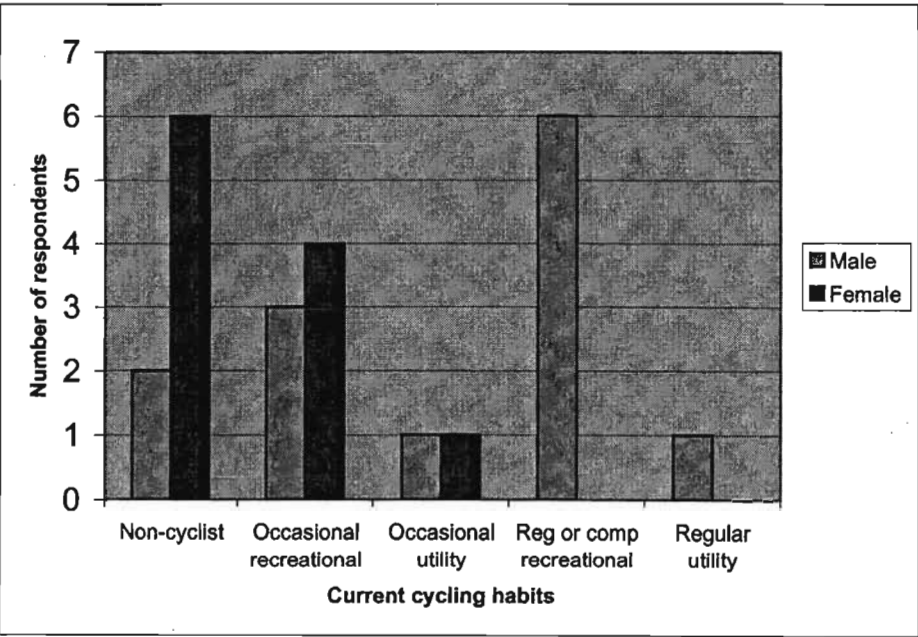 7
6
5
4
3
2
1
0
Number of respondents
Non-cyclist
Occasional
recreational
Occasional
utility
Reg or comp
recreational
Regular
utility
Current cycling habits
Male
Female